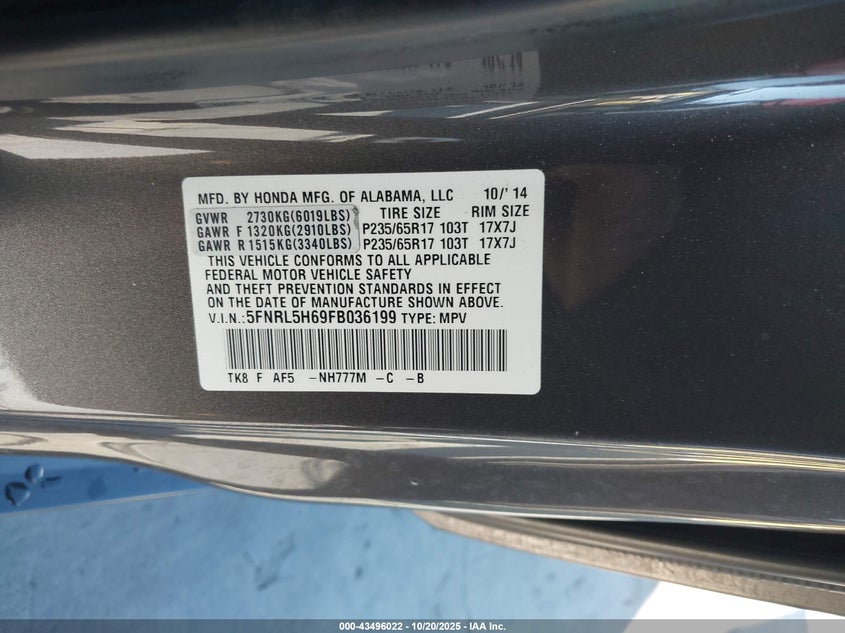 MFD. BY HONDA MFG. OF ALABAMA, LLC 10/' 14
GVWR 2730KG(6019LBS) TIRE SIZE RIM SIZE
GAWR F 1320KG(2910LBS) P235/65R17 103T 17X7J
GAWR R 1515KG(3340LBS) P235/65R17 103T 17X7J
THIS VEHICLE CONFORMS TO ALL APPLICABLE
FEDERAL MOTOR VEHICLE SAFETY
AND THEFT PREVENTION STANDARDS IN EFFECT
ON THE DATE OF MANUFACTURE SHOWN ABOVE.
V.I.N.: 5FNRL5H69FB036199 TYPE: MPV
TK8 F AF5 -NH777M -C -B
000-43496022 - 10/20/2025 - IAA Inc.